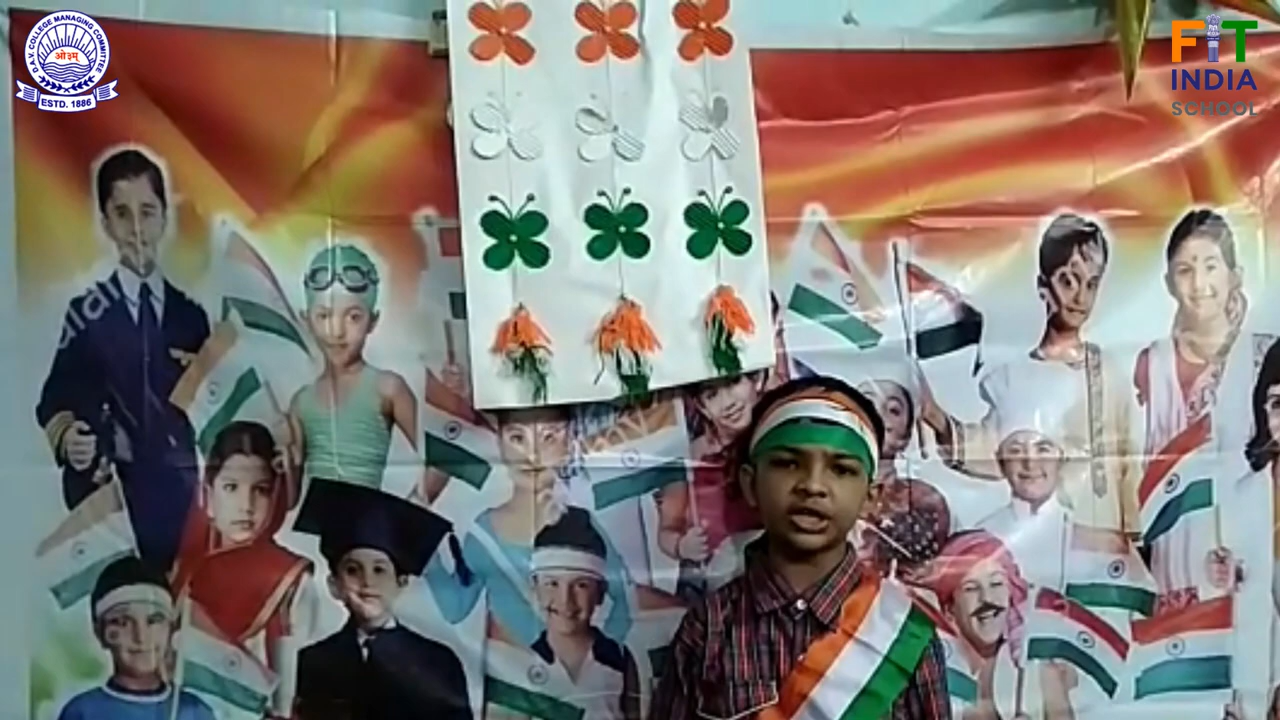 D.A.V. COLLEGE MANAGING COMMITTEE
ओ३म्
ESTD. 1886
FIT
INDIA
SCHOOL